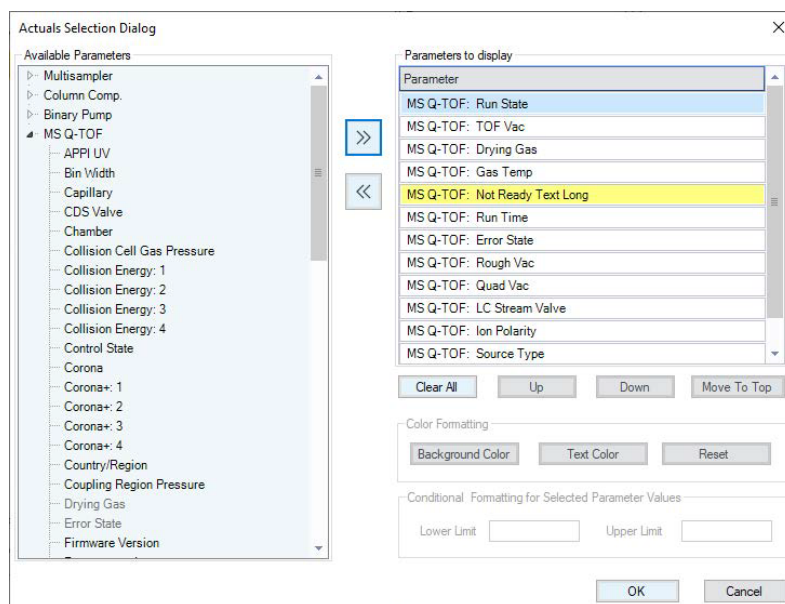 Actuals Selection Dialog
Available Parameters
Multisampler
Column Comp.
Binary Pump
MS Q-TOF
APPI UV
Bin Width
Capillary
CDS Valve
Chamber
Collision Cell Gas Pressure
Collision Energy: 1
Collision Energy: 2
Collision Energy: 3
Collision Energy: 4
Control State
Corona
Corona+: 1
Corona+: 2
Corona+: 3
Corona+: 4
Country/Region
Coupling Region Pressure
Drying Gas
Error State
Firmware Version
Parameters to display
Parameter
MS Q-TOF: Run State
MS Q-TOF: TOF Vac
MS Q-TOF: Drying Gas
MS Q-TOF: Gas Temp
MS Q-TOF: Not Ready Text Long
MS Q-TOF: Run Time
MS Q-TOF: Error State
MS Q-TOF: Rough Vac
MS Q-TOF: Quad Vac
MS Q-TOF: LC Stream Valve
MS Q-TOF: Ion Polarity
MS Q-TOF: Source Type
Clear All Up Down Move To Top
Color Formatting
Background Color Text Color Reset
Conditional Formatting for Selected Parameter Values
Lower Limit Upper Limit
OK Cancel